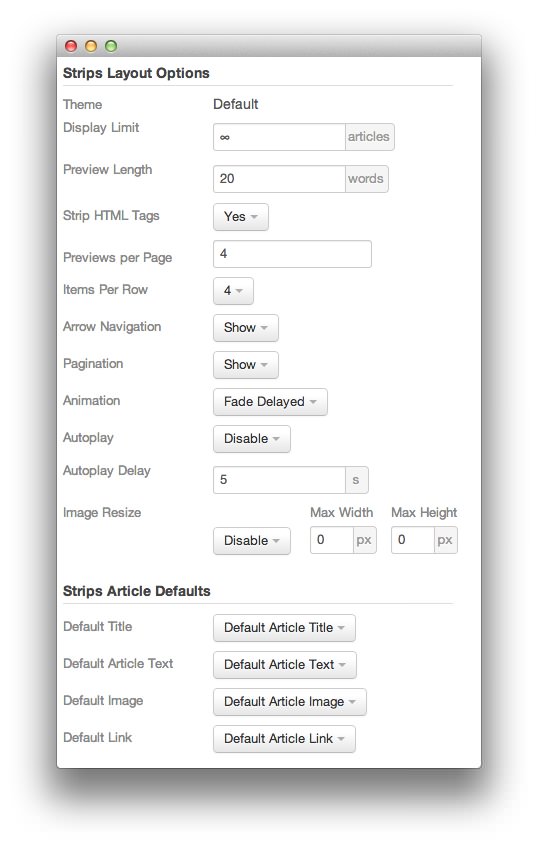 Strips Layout Options
Theme Default
Display Limit ∞ articles
Preview Length 20 words
Strip HTML Tags Yes
Previews per Page 4
Items Per Row 4
Arrow Navigation Show
Pagination Show
Animation Fade Delayed
Autoplay Disable
Autoplay Delay 5 s
Image Resize Max Width Max Height
Disable 0 px 0 px
Strips Article Defaults
Default Title Default Article Title
Default Article Text Default Article Text
Default Image Default Article Image
Default Link Default Article Link